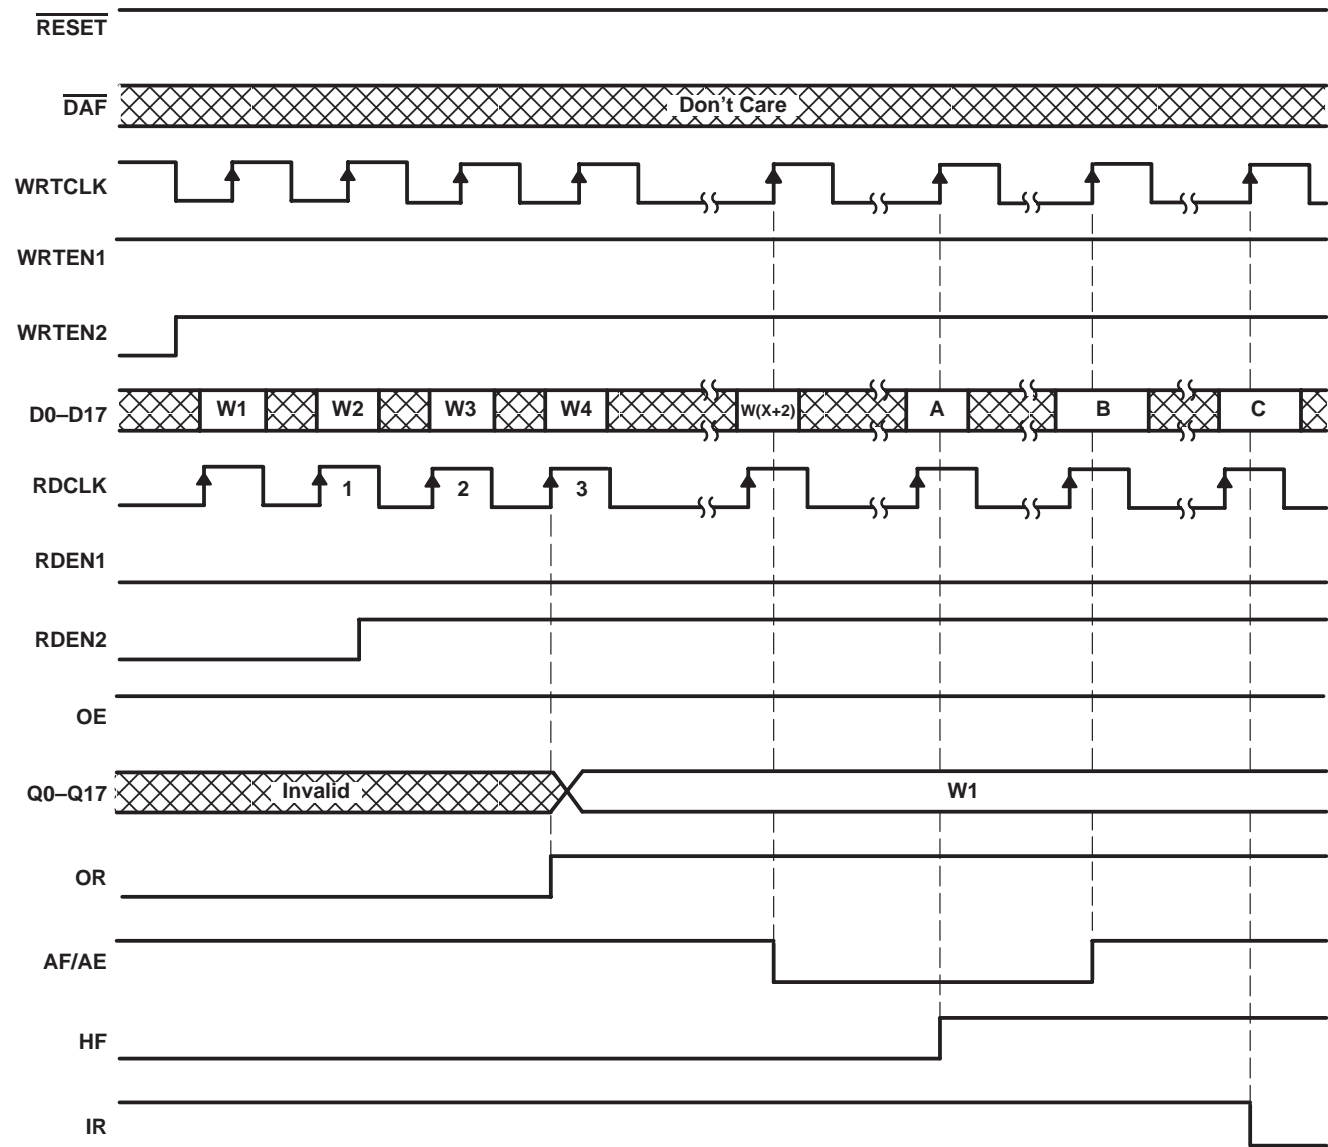 RESET
DAF
Don't Care
WRTCLK
WRTEN1
WRTEN2
D0–D17 W1 W2 W3 W4 W(X+2) A B C
RDCLK 1 2 3
RDEN1
RDEN2
OE
Q0–Q17 Invalid W1
OR
AF/AE
HF
IR